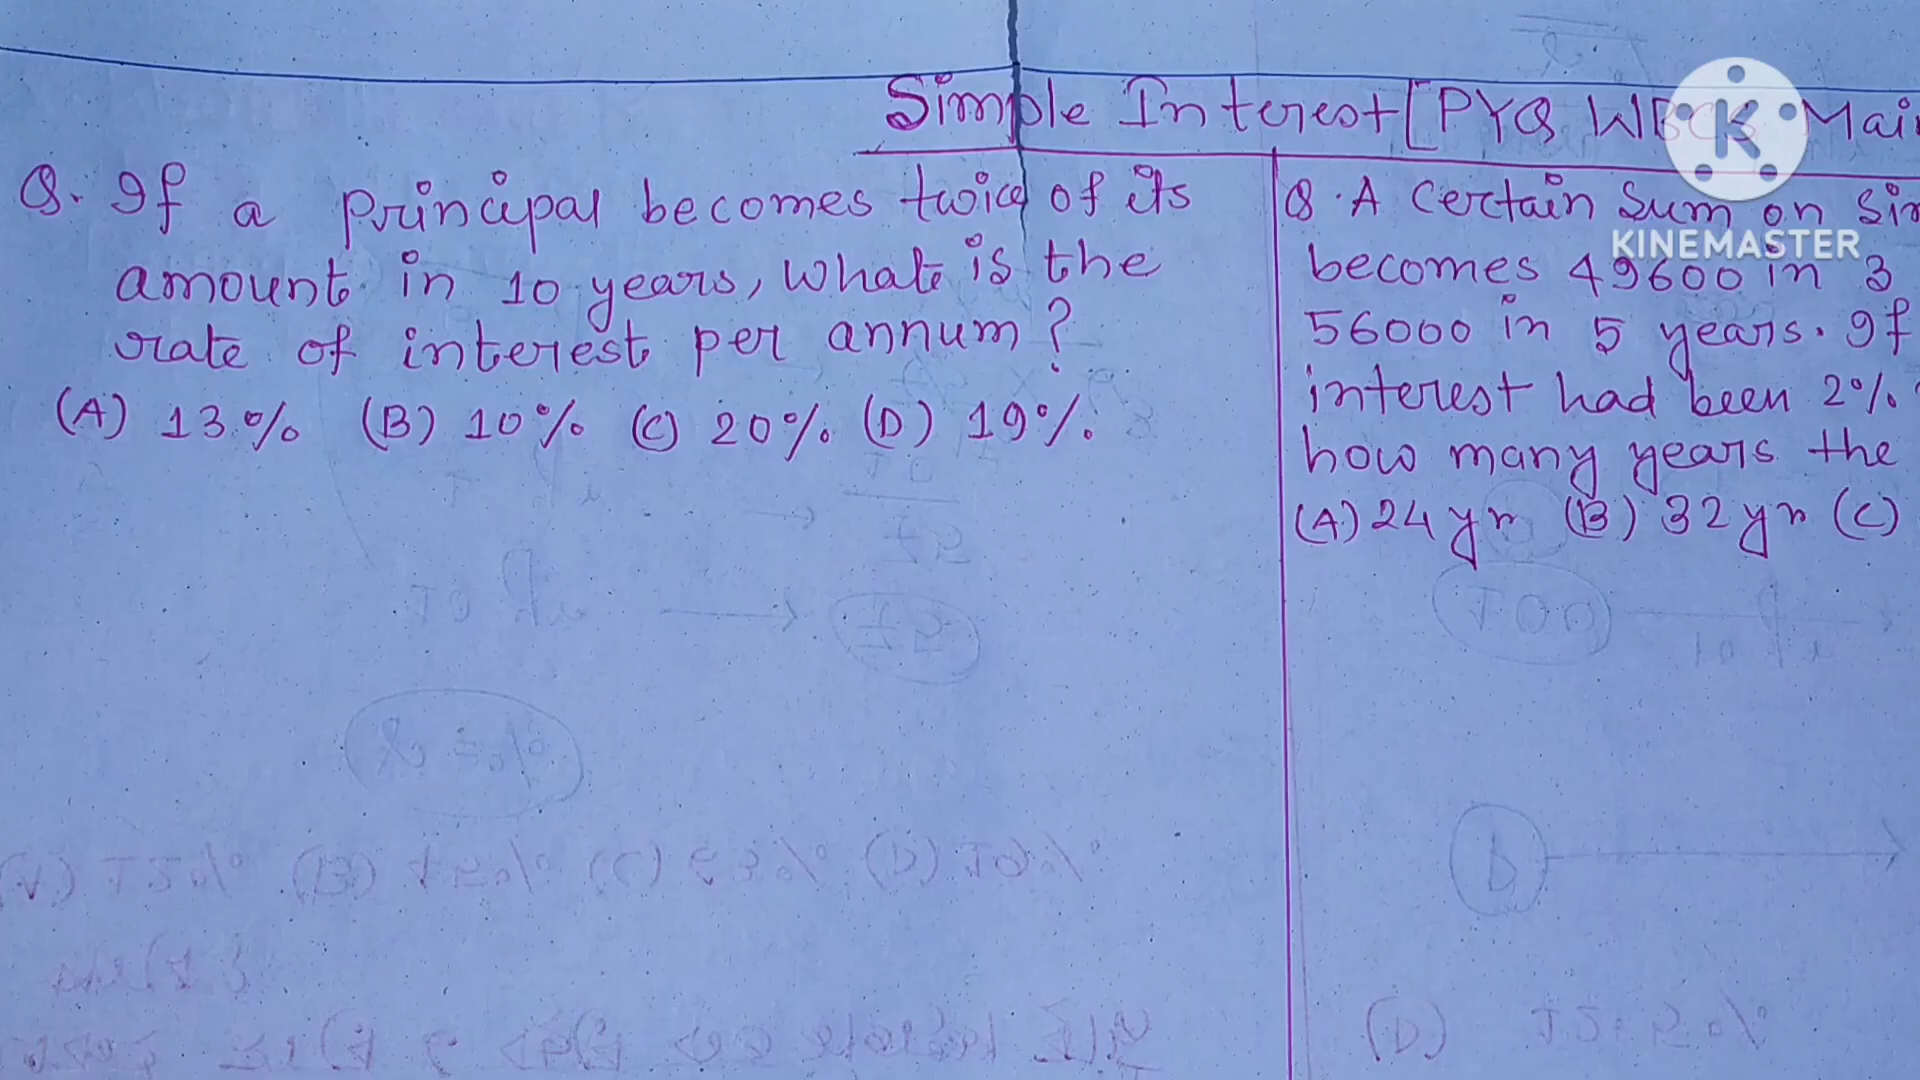 Simple Interest [PYQ WBCS Mai
Q. If a principal becomes twice of its
amount in 10 years, What is the
rate of interest per annum?
(A) 13% (B) 10% (C) 20% (D) 19%.
Q. A Certain Sum on Sim
becomes 49600 in 3
56000 in 5 years. If
interest had been 2%
how many years the
(A) 24 yr (B) 32 yr (C)
KINEMASTER